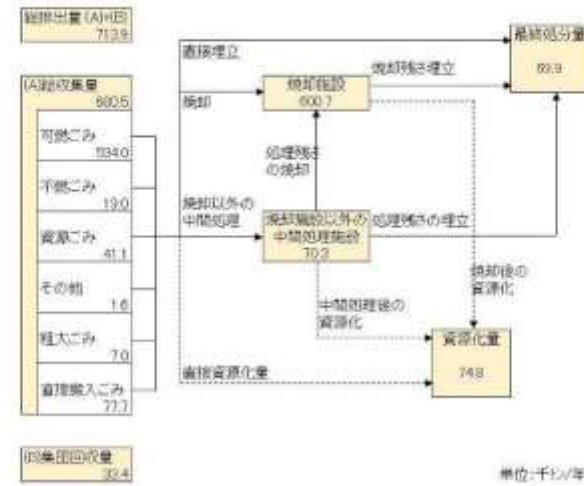 総排出量 (A)+(B)
713.9
(A)総収集量
680.5
可燃ごみ
534.0
不燃ごみ
19.0
資源ごみ
41.1
その他
1.6
粗大ごみ
7.0
直接搬入ごみ
77.7
(B)集団回収量
33.4
直接埋立
焼却
焼却以外の
中間処理
直接資源化量
焼却施設
600.7
処理残さ
の焼却
焼却施設以外の
中間処理施設
70.2
焼却残さ埋立
処理残さの埋立
中間処理後の
資源化
焼却後の
資源化
最終処分量
69.9
資源化量
74.8
単位:千トン/年